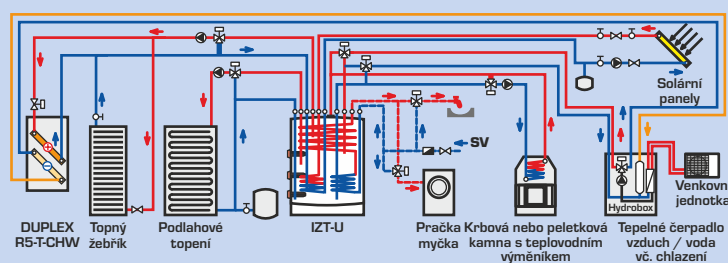 Solární
panely
SV
Hydrobox
Venkovní
jednotka
DUPLEX
R5-T-CHW
Topný
žebřík
Podlahové
topení
IZT-U
Pračka
myčka
Krbová nebo peletková
kamna s teplovodním
výměníkem
Tepelné čerpadlo
vzduch / voda
vč. chlazení